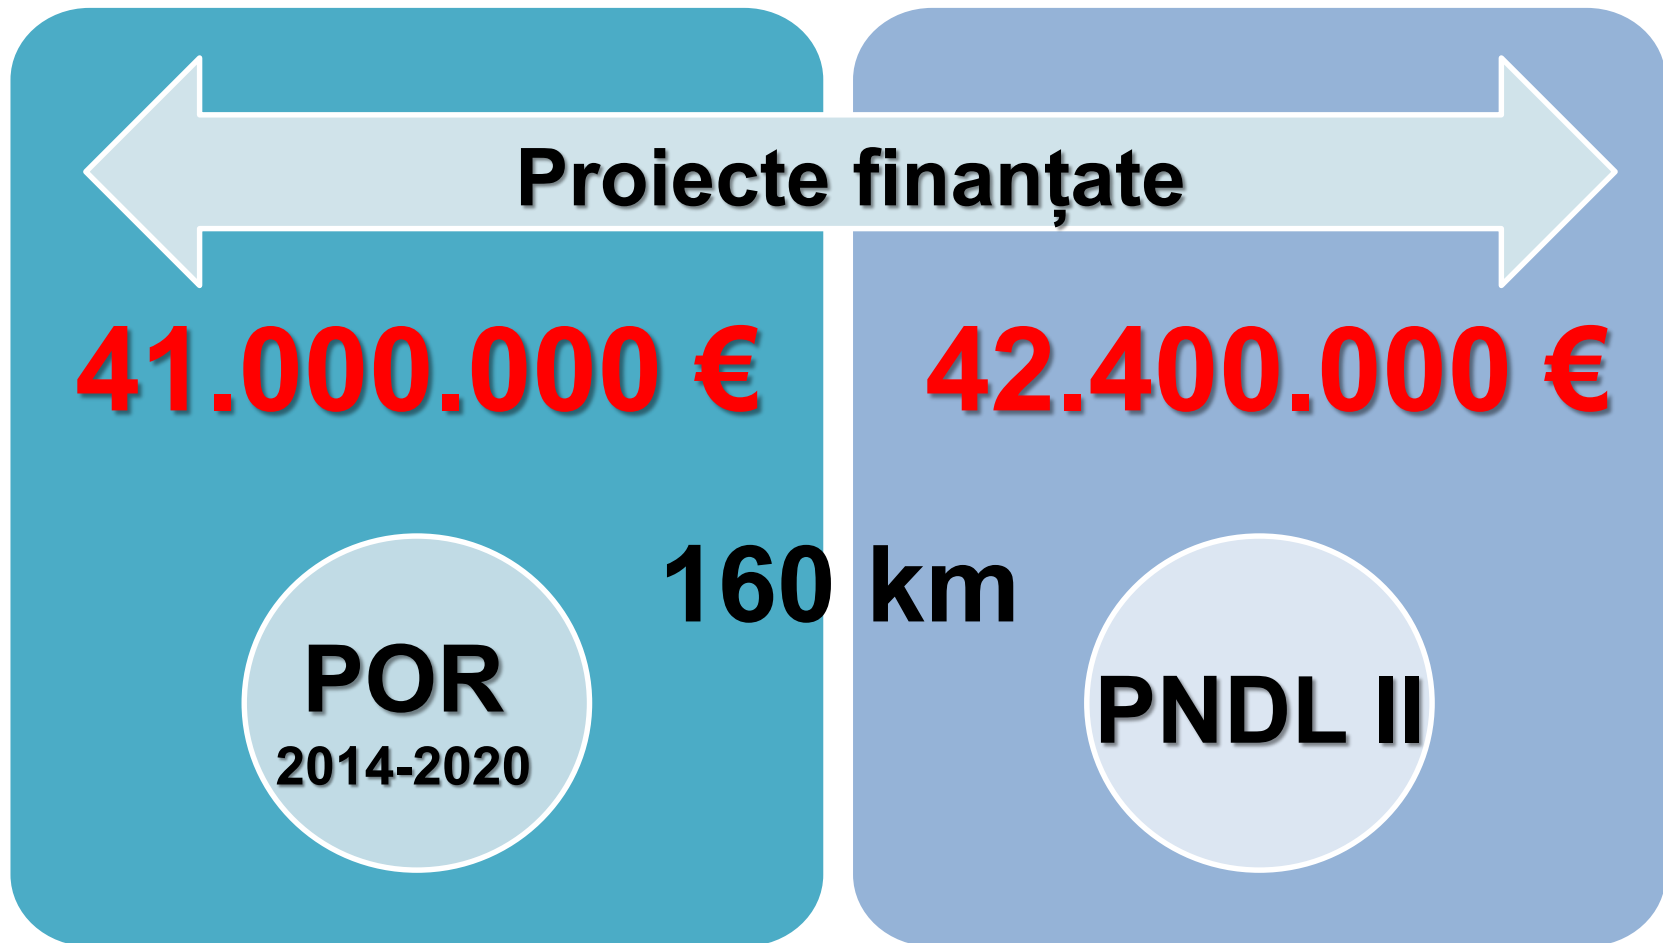 Proiecte finanțate
41.000.000 €
42.400.000 €
160 km
POR
2014-2020
PNDL II